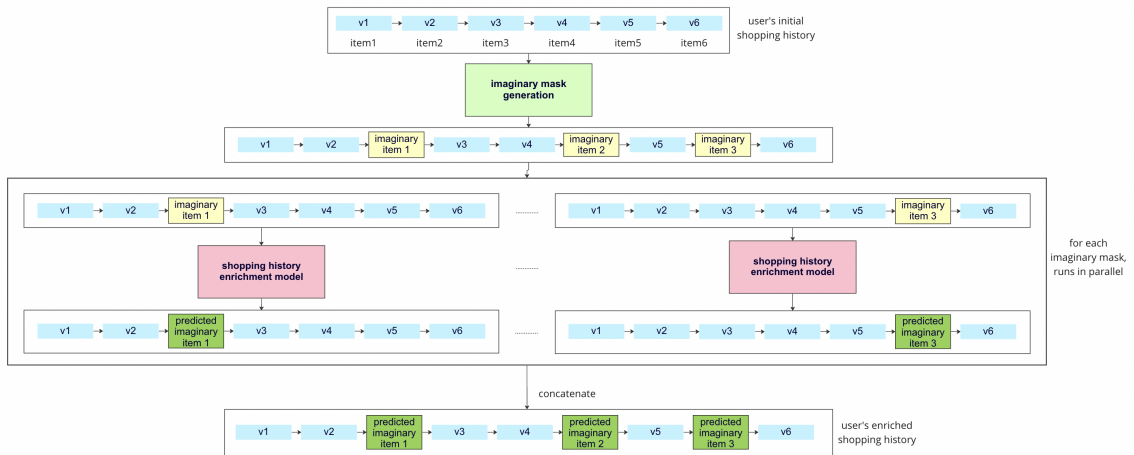 v1 v2 v3 v4 v5 v6
item1 item2 item3 item4 item5 item6
user's initial
shopping history
imaginary mask
generation
v1 v2 imaginary item 1 v3 v4 imaginary item 2 v5 imaginary item 3 v6
v1 v2 imaginary item 1 v3 v4 v5 v6
............
v1 v2 v3 v4 v5 imaginary item 3 v6
shopping history
enrichment model
............
shopping history
enrichment model
for each
imaginary mask,
runs in parallel
v1 v2 predicted imaginary item 1 v3 v4 v5 v6
............
v1 v2 v3 v4 v5 predicted imaginary item 3 v6
concatenate
v1 v2 predicted imaginary item 1 v3 v4 predicted imaginary item 2 v5 predicted imaginary item 3 v6
user's enriched
shopping history